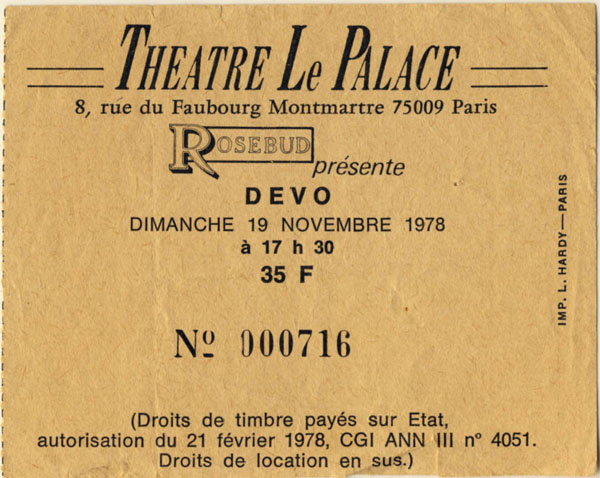 THEATRE Le PALACE
8, rue du Faubourg Montmartre 75009 Paris
ROSEBUD
présente
DEVO
DIMANCHE 19 NOVEMBRE 1978
à 17 h 30
35 F
Nº 000716
(Droits de timbre payés sur Etat,
autorisation du 21 février 1978, CGI ANN III n° 4051.
Droits de location en sus.)
IMP. L. HARDY—PARIS